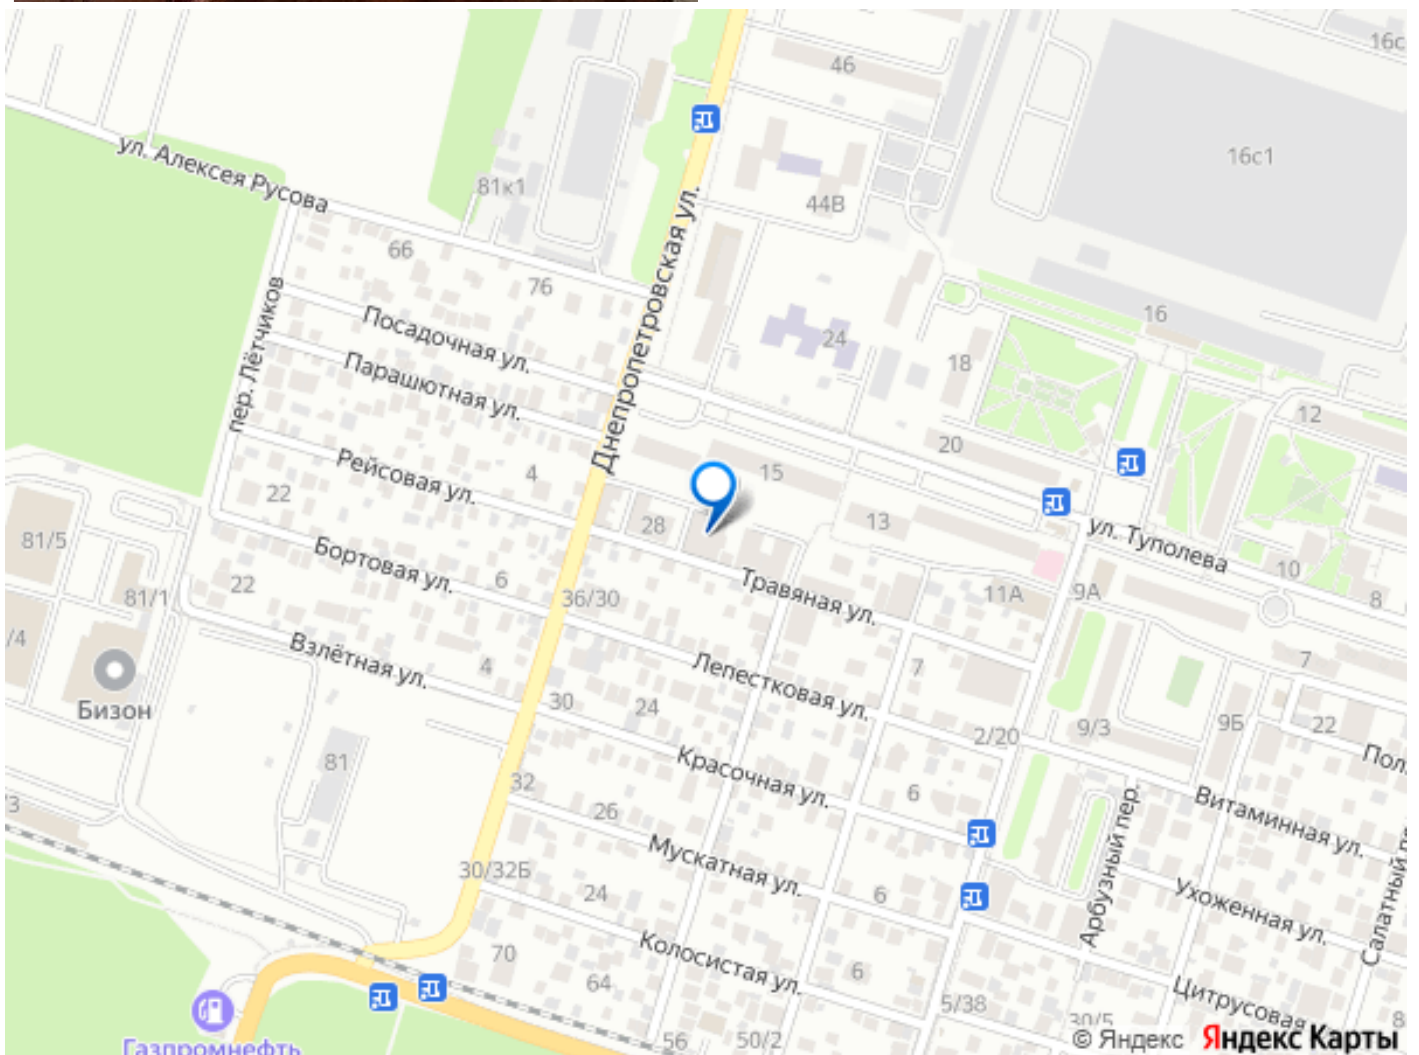 46
16с
16с1
ул. Алексея Русова
81к1
44В
Днепропетровская ул.
66
76
пер. Лётчиков
Посадочная ул.
24
16
18
Парашютная ул.
12
20
Рейсовая ул.
4
15
22
28
13
ул. Туполева
81/5
Бортовая ул.
6
Травяная ул.
10
81/1
22
36/30
11А
9А
8
/4
Взлётная ул.
4
Лепестковая ул.
7
7
Бизон
30
24
2/20
9/3
9Б
22
Пол
81
Красочная ул.
32
6
/3
26
Арбузный пер.
Витаминная ул.
Мускатная ул.
30/32Б
24
6
Ухоженная ул.
Салатный п
70
Колосистая ул.
64
6
Цитрусовая
5/38
30/5
8
56
50/2
Газпромнефть
© Яндекс Яндекс Карты